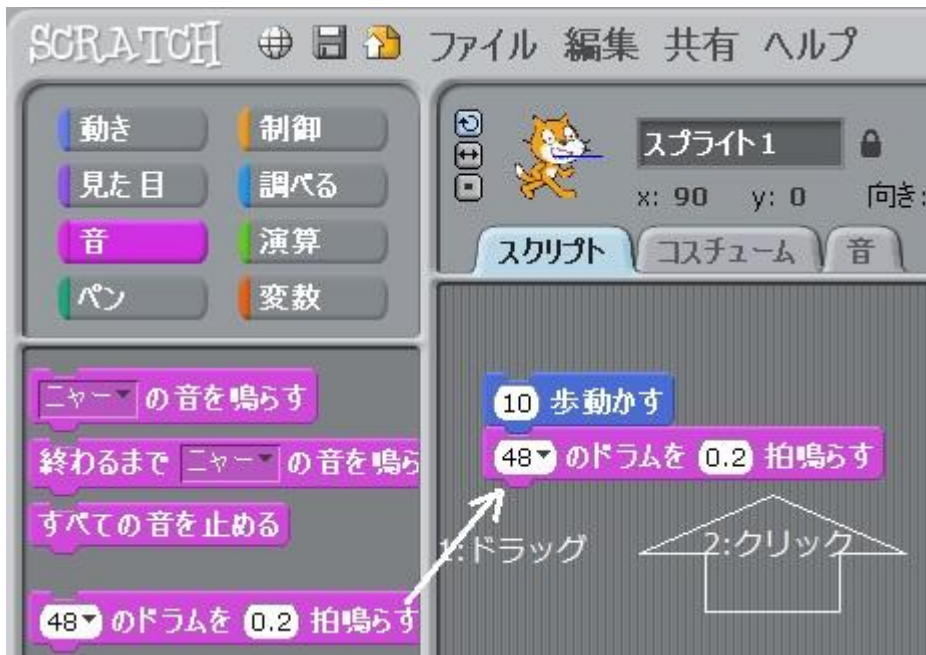 SCRATCH ファイル 編集 共有 ヘルプ
動き 制御
見た目 調べる
音 演算
ペン 変数
スプライト1
x: 90 y: 0 向き:
スクリプト コスチューム 音
ニャー の音を鳴らす
終わるまで ニャー の音を鳴ら
すべての音を止める
48 のドラムを 0.2 拍鳴らす
10 歩動かす
48 のドラムを 0.2 拍鳴らす
1:ドラッグ
2:クリック